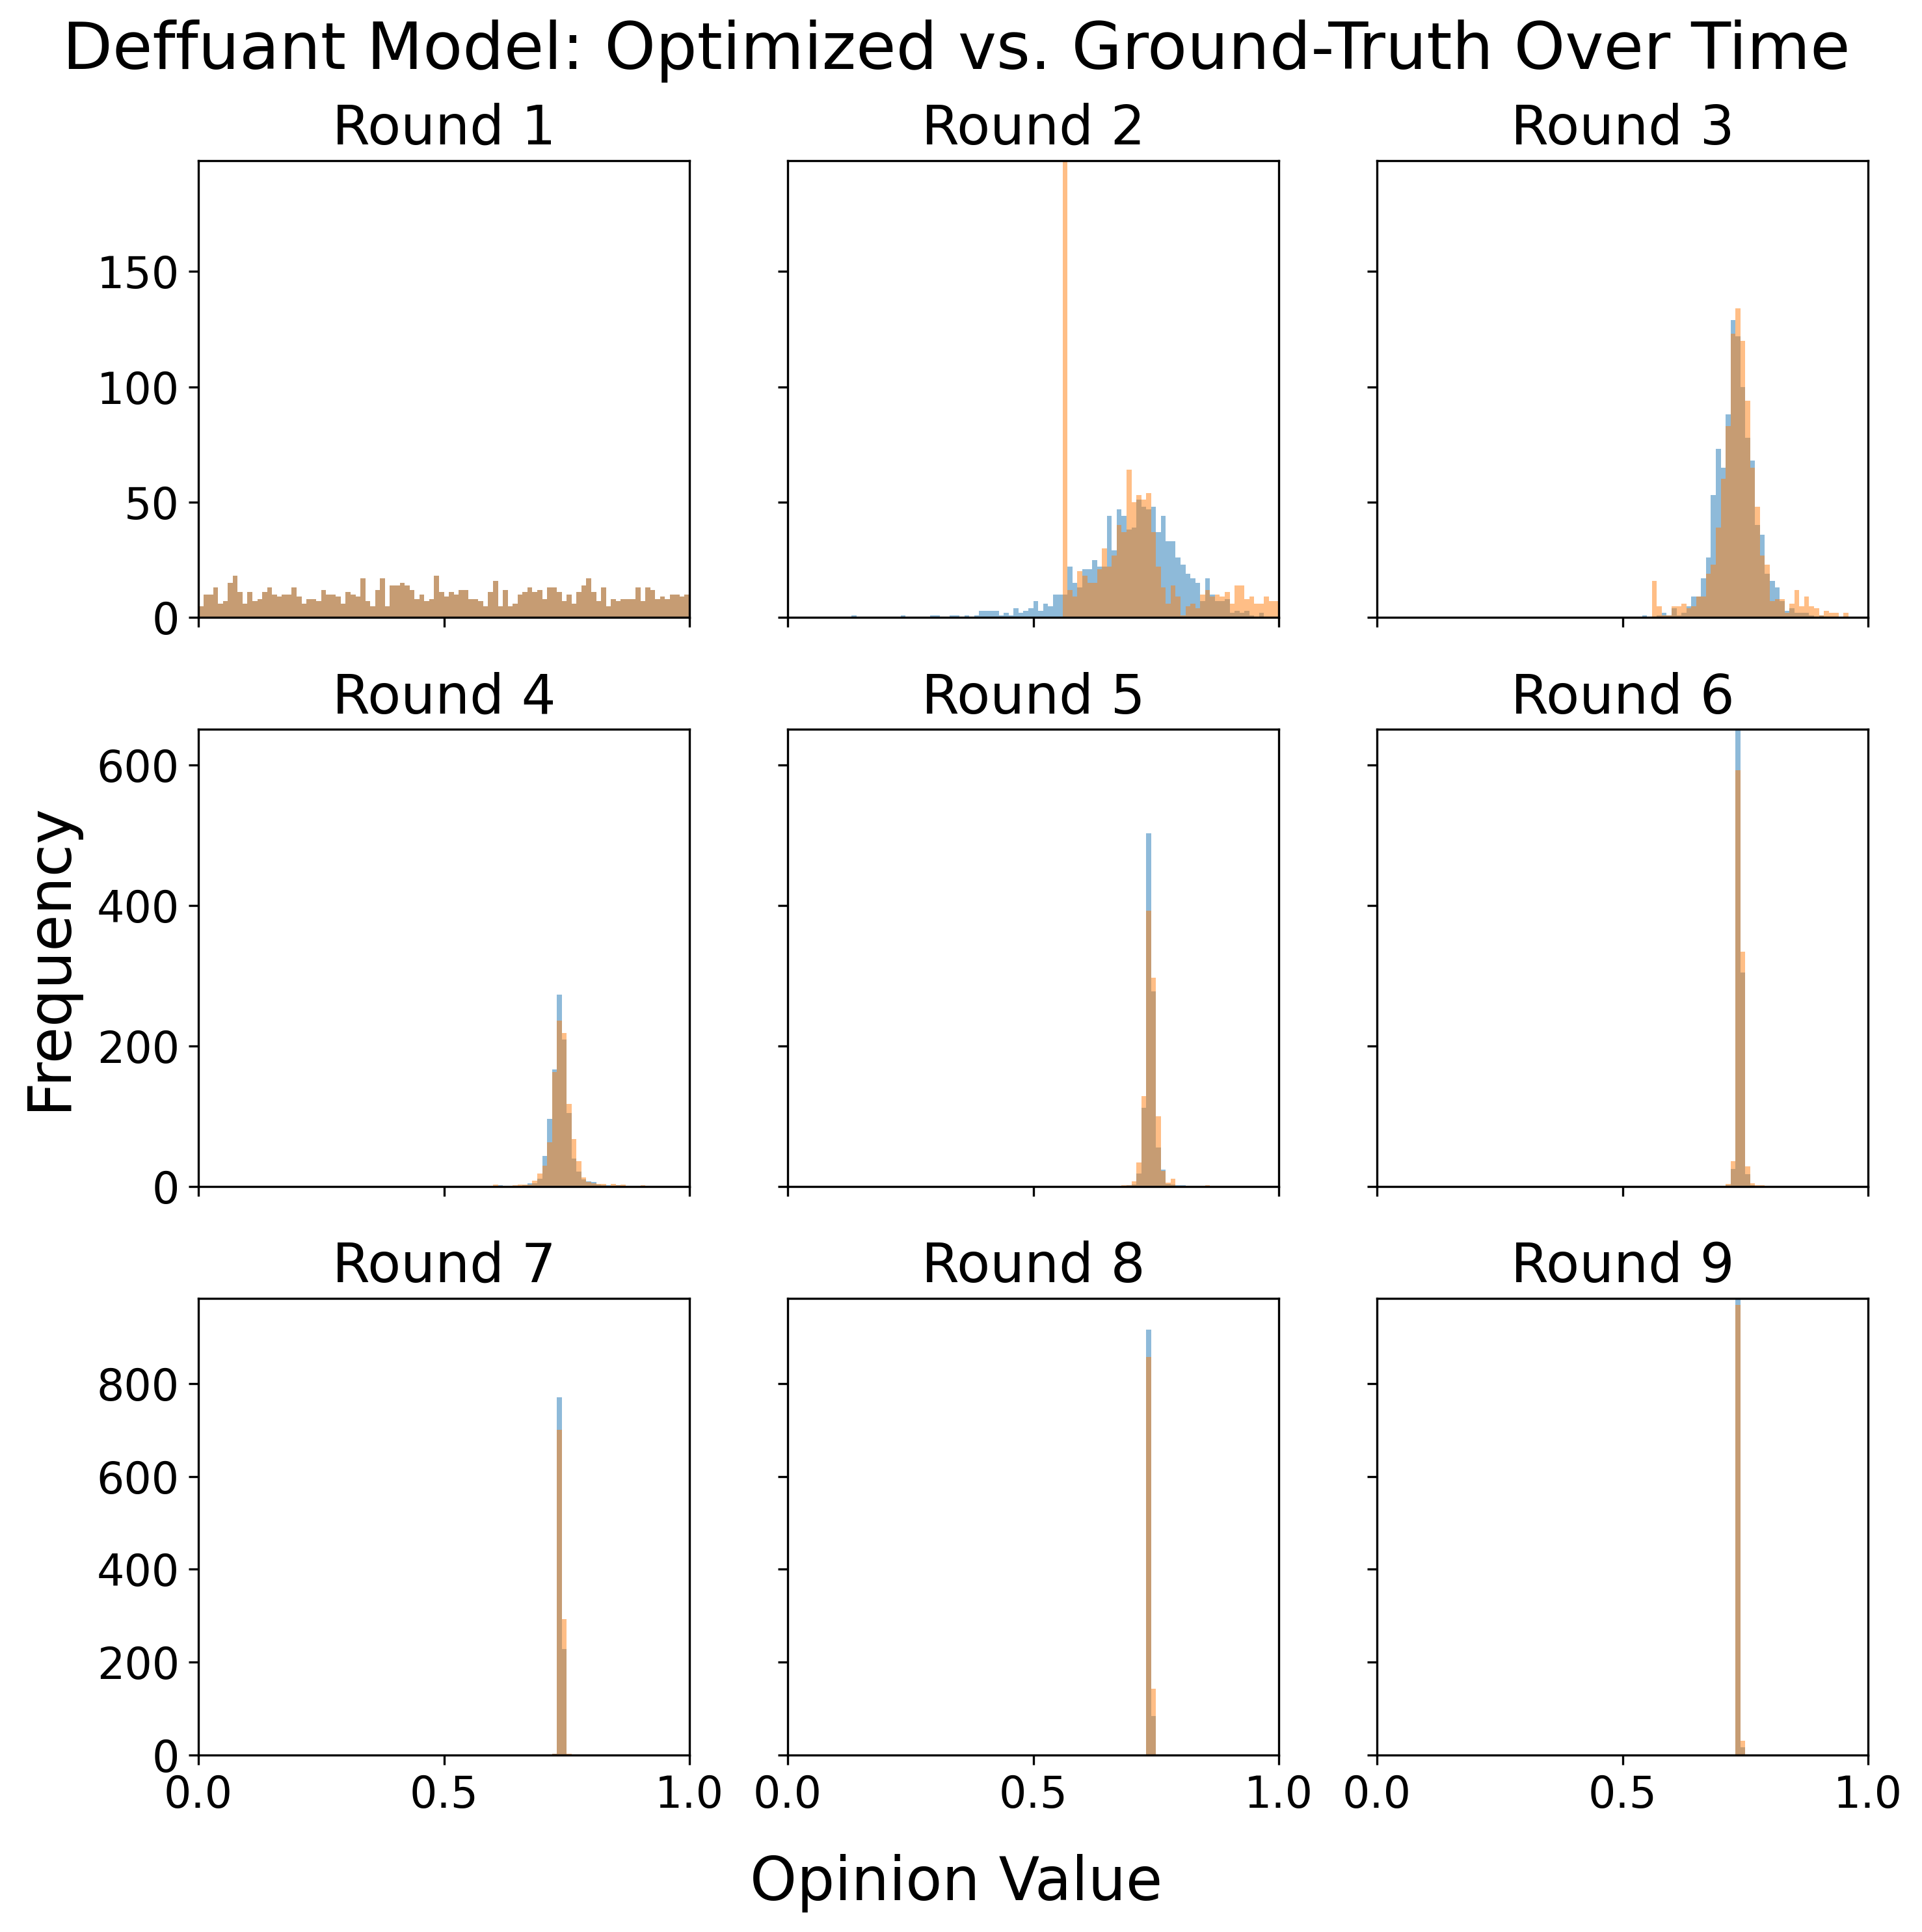 Deffuant Model: Optimized vs. Ground-Truth Over Time
Round 1
Round 2
Round 3
150
100
50
0
Round 4
Round 5
Round 6
600
400
200
0
Frequency
Round 7
Round 8
Round 9
800
600
400
200
0
0.0 0.5 1.0 0.0 0.5 1.0 0.0 0.5 1.0
Opinion Value